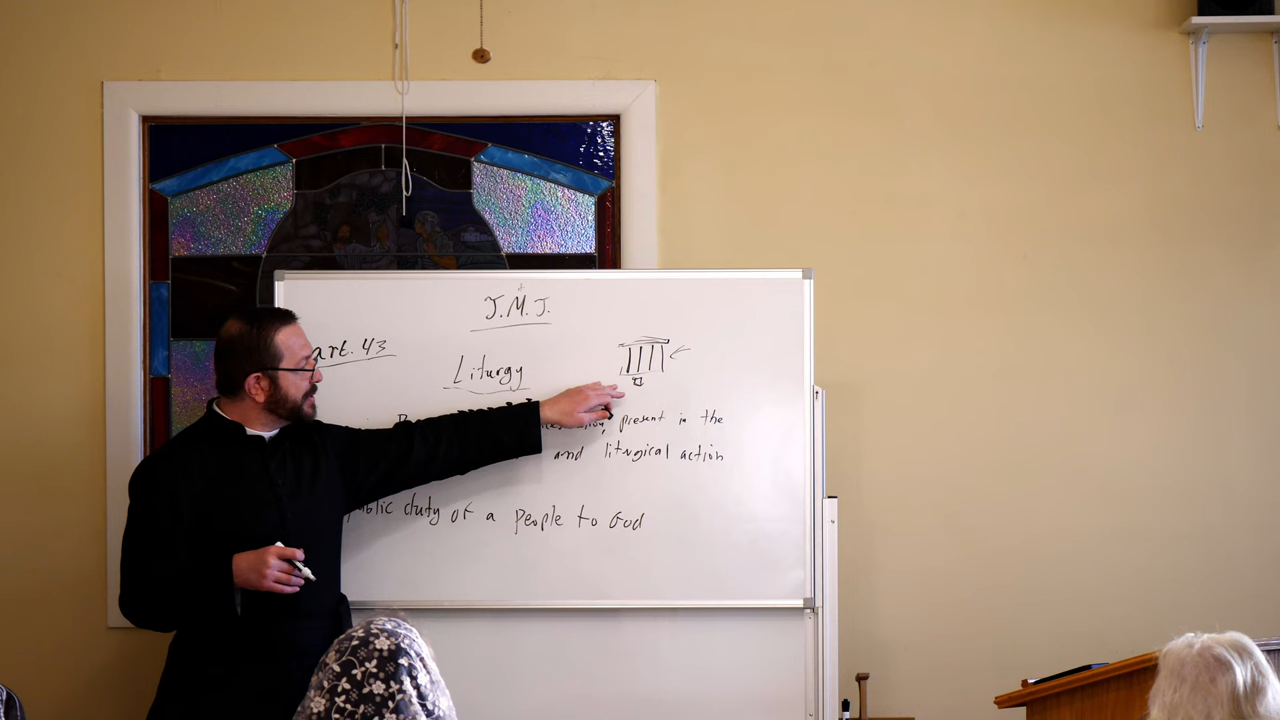 J.M.J.
art. 43
Liturgy
present in the
and liturgical action
public duty of a people to God